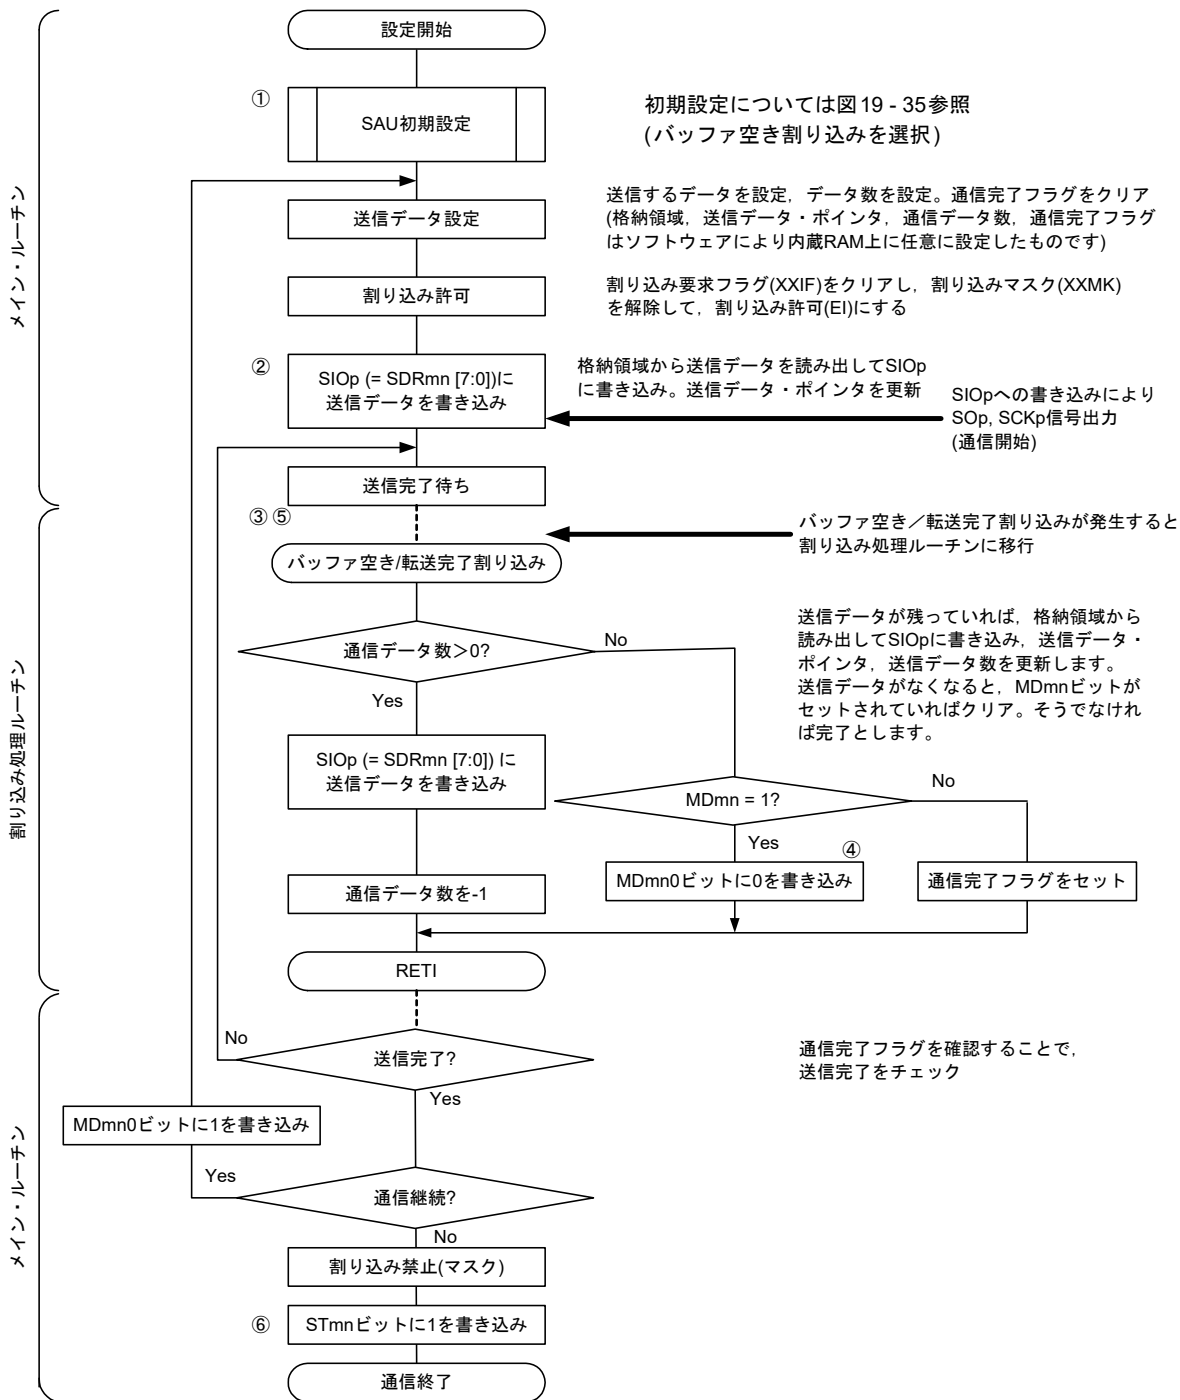 設定開始
①
SAU初期設定
初期設定については図19 - 35参照
(バッファ空き割り込みを選択)
メイン・ルーチン
送信データ設定
送信するデータを設定，データ数を設定。通信完了フラグをクリア
(格納領域，送信データ・ポインタ，通信データ数，通信完了フラグ
はソフトウェアにより内蔵RAM上に任意に設定したものです)
割り込み許可
割り込み要求フラグ(XXIF)をクリアし，割り込みマスク(XXMK)
を解除して，割り込み許可(EI)にする
②
SIOp (= SDRmn [7:0])に
送信データを書き込み
格納領域から送信データを読み出してSIOp
に書き込み。送信データ・ポインタを更新
SIOpへの書き込みにより
SOp, SCKp信号出力
(通信開始)
送信完了待ち
③⑤
バッファ空き／転送完了割り込みが発生すると
割り込み処理ルーチンに移行
バッファ空き/転送完了割り込み
割り込み処理ルーチン
通信データ数＞0?
No
Yes
送信データが残っていれば，格納領域から
読み出してSIOpに書き込み，送信データ・
ポインタ，送信データ数を更新します。
送信データがなくなると，MDmnビットが
セットされていればクリア。そうでなけれ
ば完了とします。
SIOp (= SDRmn [7:0]) に
送信データを書き込み
MDmn = 1?
No
Yes
④
通信データ数を-1
MDmn0ビットに0を書き込み
通信完了フラグをセット
RETI
メイン・ルーチン
No
送信完了?
Yes
通信完了フラグを確認することで，
送信完了をチェック
MDmn0ビットに1を書き込み
Yes
通信継続?
No
割り込み禁止(マスク)
⑥
STmnビットに1を書き込み
通信終了